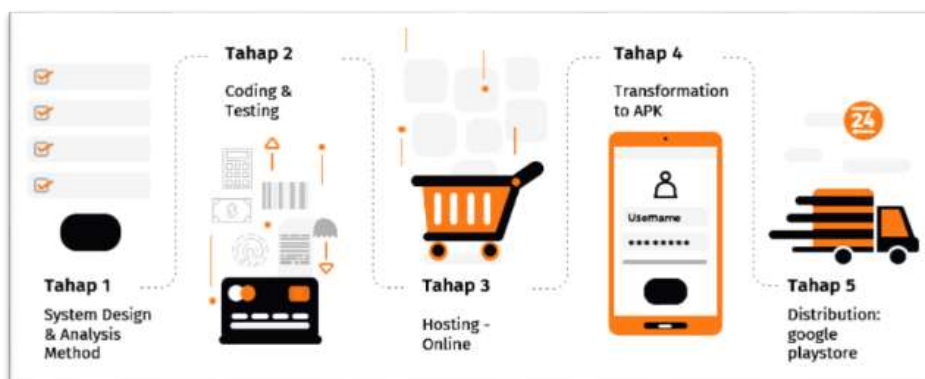 Tahap 1
System Design
& Analysis
Method
Tahap 2
Coding &
Testing
Tahap 3
Hosting -
Online
Tahap 4
Transformation
to APK
Username
24
Tahap 5
Distribution:
google
playstore